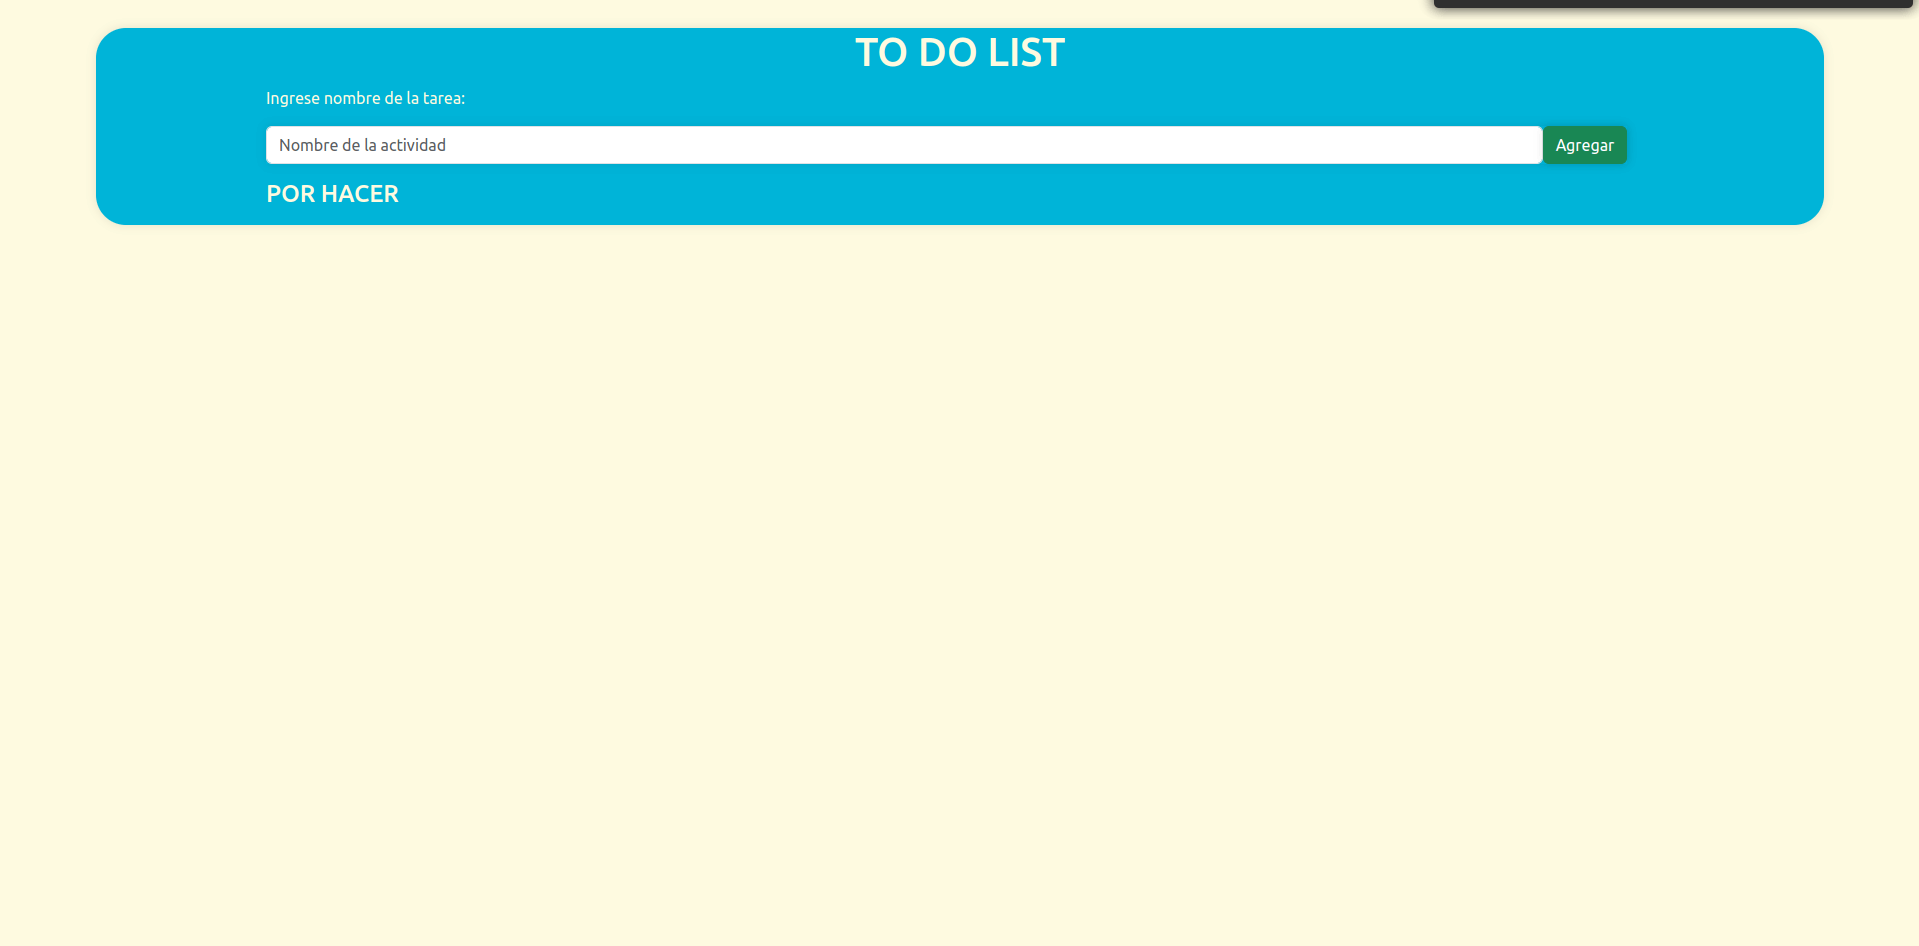 TO DO LIST
Ingrese nombre de la tarea:
Nombre de la actividad
Agregar
POR HACER